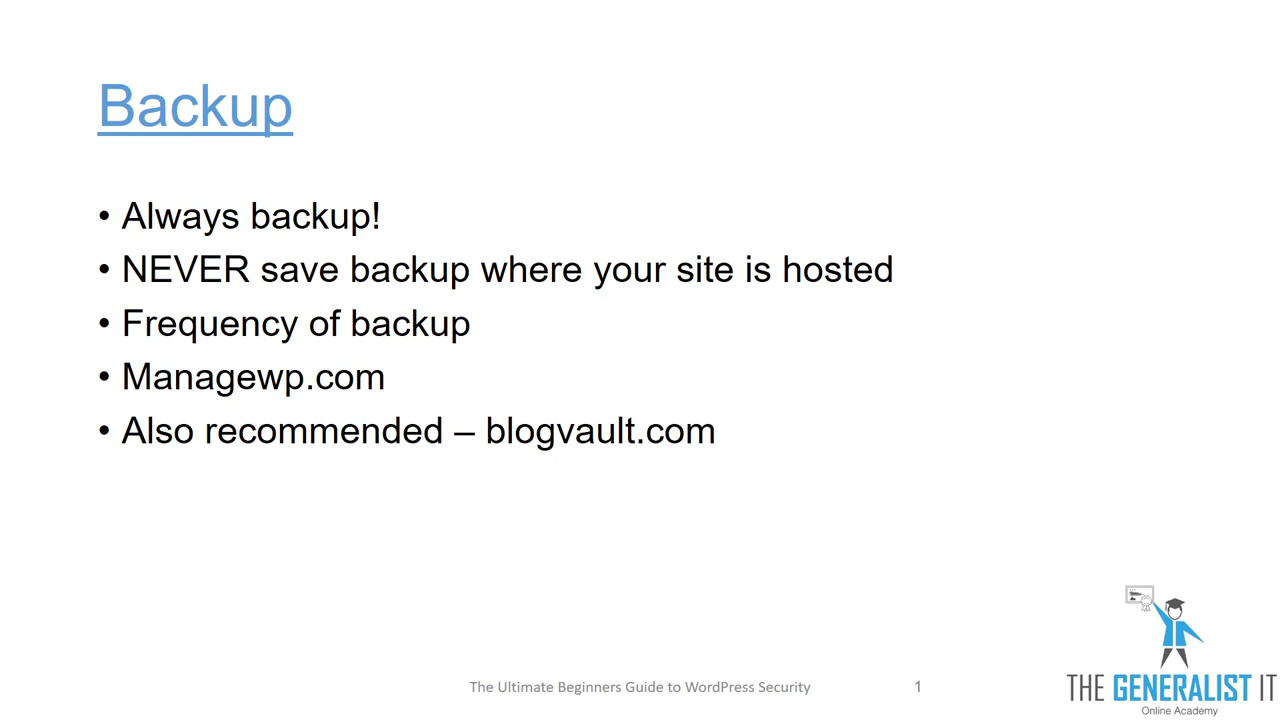 Backup
• Always backup!
• NEVER save backup where your site is hosted
• Frequency of backup
• Managewp.com
• Also recommended – blogvault.com
The Ultimate Beginners Guide to WordPress Security
1
THE GENERALIST IT
Online Academy